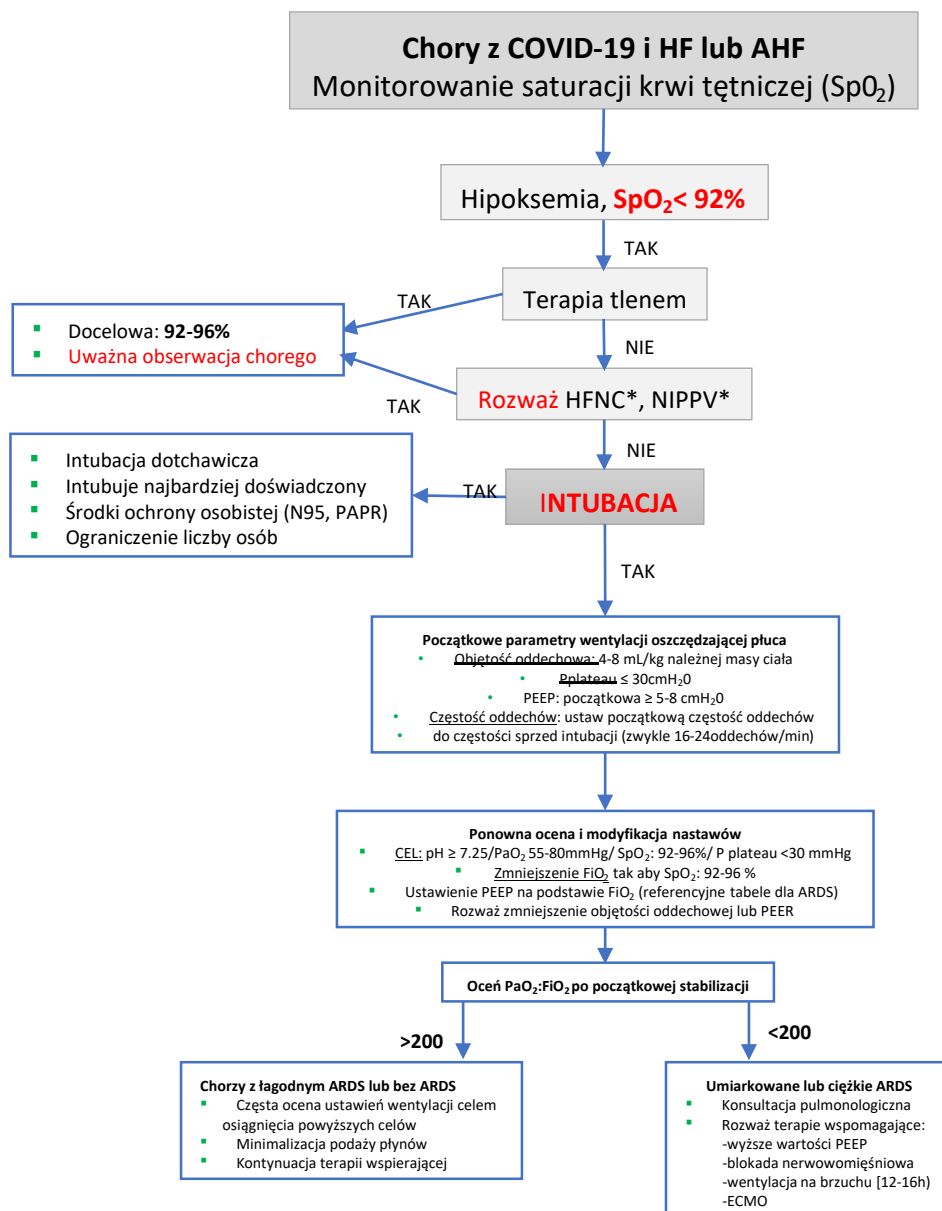 Chory z COVID-19 i HF lub AHF
Monitorowanie saturacji krwi tętniczej (Sp0₂)
Hipoksemia, SpO₂< 92%
TAK
Terapia tlenem
TAK
▪ Docelowa: 92-96%
▪ Uważna obserwacja chorego
NIE
Rozważ HFNC*, NIPPV*
TAK
NIE
▪ Intubacja dotchawicza
▪ Intubuje najbardziej doświadczony
▪ Środki ochrony osobistej (N95, PAPR)
▪ Ograniczenie liczby osób
TAK
INTUBACJA
TAK
Początkowe parametry wentylacji oszczędzającej płuca
• Objętość oddechowa: 4-8 mL/kg należnej masy ciała
• Pplateau ≤ 30cmH₂0
• PEEP: początkowa ≥ 5-8 cmH₂0
• Częstość oddechów: ustaw początkową częstość oddechów
• do częstości sprzed intubacji (zwykle 16-24oddechów/min)
Ponowna ocena i modyfikacja nastawów
▪ CEL: pH ≥ 7.25/PaO₂ 55-80mmHg/ SpO₂: 92-96%/ P plateau <30 mmHg
▪ Zmniejszenie FiO₂ tak aby SpO₂: 92-96 %
▪ Ustawienie PEEP na podstawie FiO₂ (referencyjne tabele dla ARDS)
▪ Rozważ zmniejszenie objętości oddechowej lub PEER
Oceń PaO₂:FiO₂ po początkowej stabilizacji
>200
<200
Chorzy z łagodnym ARDS lub bez ARDS
▪ Częsta ocena ustawień wentylacji celem
osiągnięcia powyższych celów
▪ Minimalizacja podaży płynów
▪ Kontynuacja terapii wspierającej
Umiarkowane lub ciężkie ARDS
▪ Konsultacja pulmonologiczna
▪ Rozważ terapie wspomagające:
-wyższe wartości PEEP
-blokada nerwowomięśniowa
-wentylacja na brzuchu [12-16h)
-ECMO